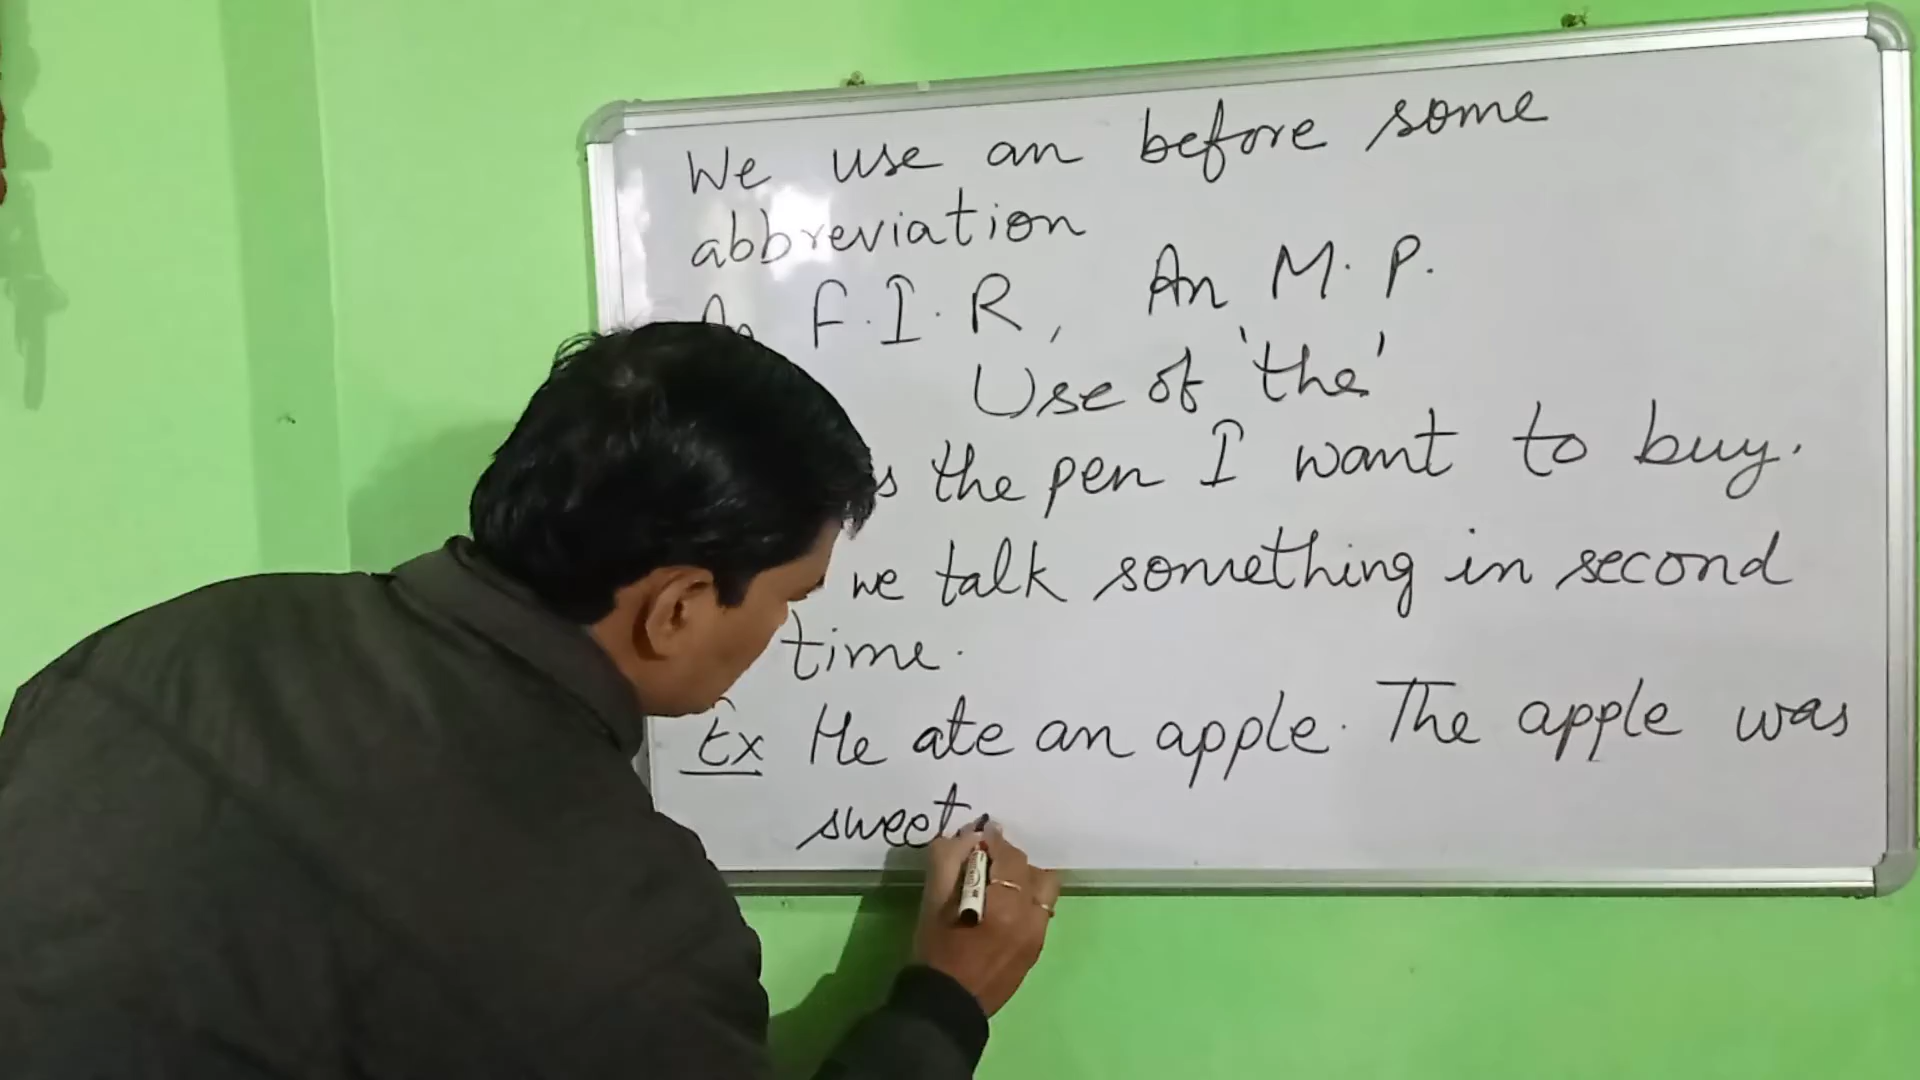 We use an before some
abbreviation
An F.I.R, An M.P.
Use of 'the'
the pen I want to buy.
we talk something in second
time.
Ex He ate an apple. The apple was
sweet